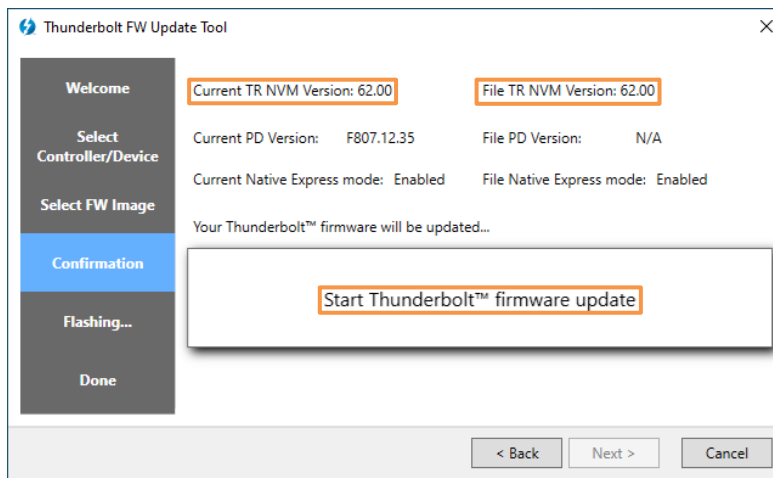 Thunderbolt FW Update Tool
Welcome
Select
Controller/Device
Select FW Image
Confirmation
Flashing...
Done
Current TR NVM Version: 62.00 File TR NVM Version: 62.00
Current PD Version: F807.12.35 File PD Version: N/A
Current Native Express mode: Enabled File Native Express mode: Enabled
Your Thunderbolt™ firmware will be updated...
Start Thunderbolt™ firmware update
< Back Next > Cancel